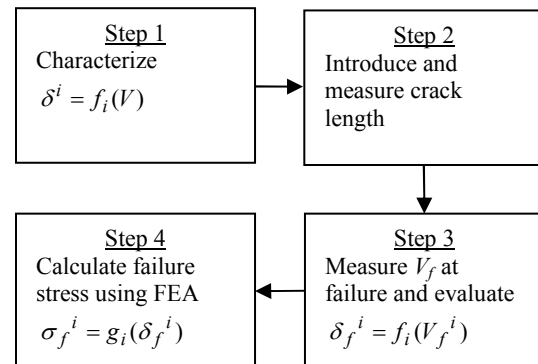 Step 1
Characterize
δ^i = f_i(V)
Step 2
Introduce and
measure crack
length
Step 3
Measure V_f at
failure and evaluate
δ_f^i = f_i(V_f^i)
Step 4
Calculate failure
stress using FEA
σ_f^i = g_i(δ_f^i)